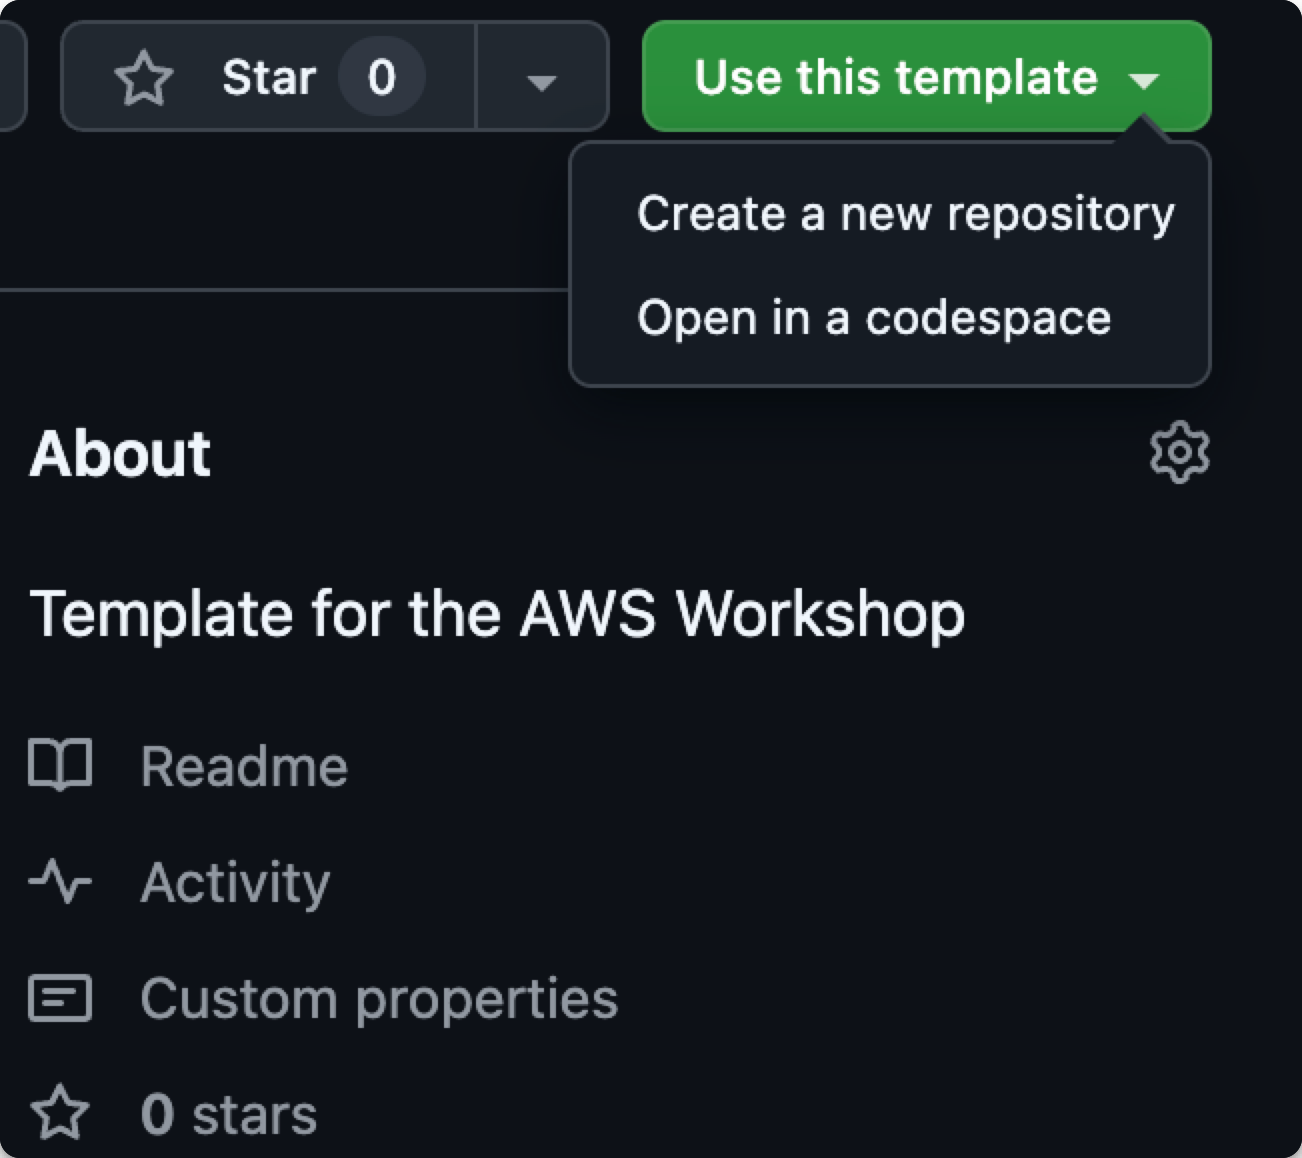 Star 0
Use this template
Create a new repository
Open in a codespace
About
Template for the AWS Workshop
Readme
Activity
Custom properties
0 stars